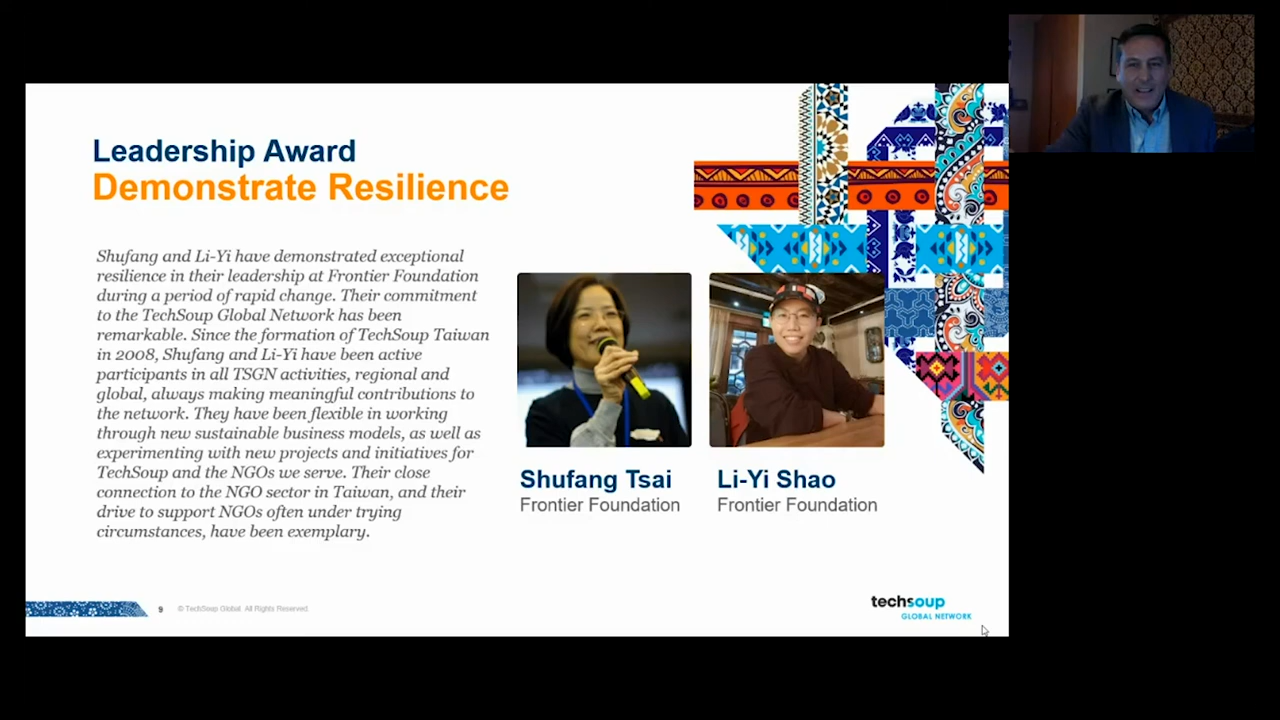 Leadership Award
Demonstrate Resilience
Shufang and Li-Yi have demonstrated exceptional
resilience in their leadership at Frontier Foundation
during a period of rapid change. Their commitment
to the TechSoup Global Network has been
remarkable. Since the formation of TechSoup Taiwan
in 2008, Shufang and Li-Yi have been active
participants in all TSGN activities, regional and
global, always making meaningful contributions to
the network. They have been flexible in working
through new sustainable business models, as well as
experimenting with new projects and initiatives for
TechSoup and the NGOs we serve. Their close
connection to the NGO sector in Taiwan, and their
drive to support NGOs often under trying
circumstances, have been exemplary.
Shufang Tsai
Frontier Foundation
Li-Yi Shao
Frontier Foundation
9
© TechSoup Global. All Rights Reserved
techsoup
GLOBAL NETWORK